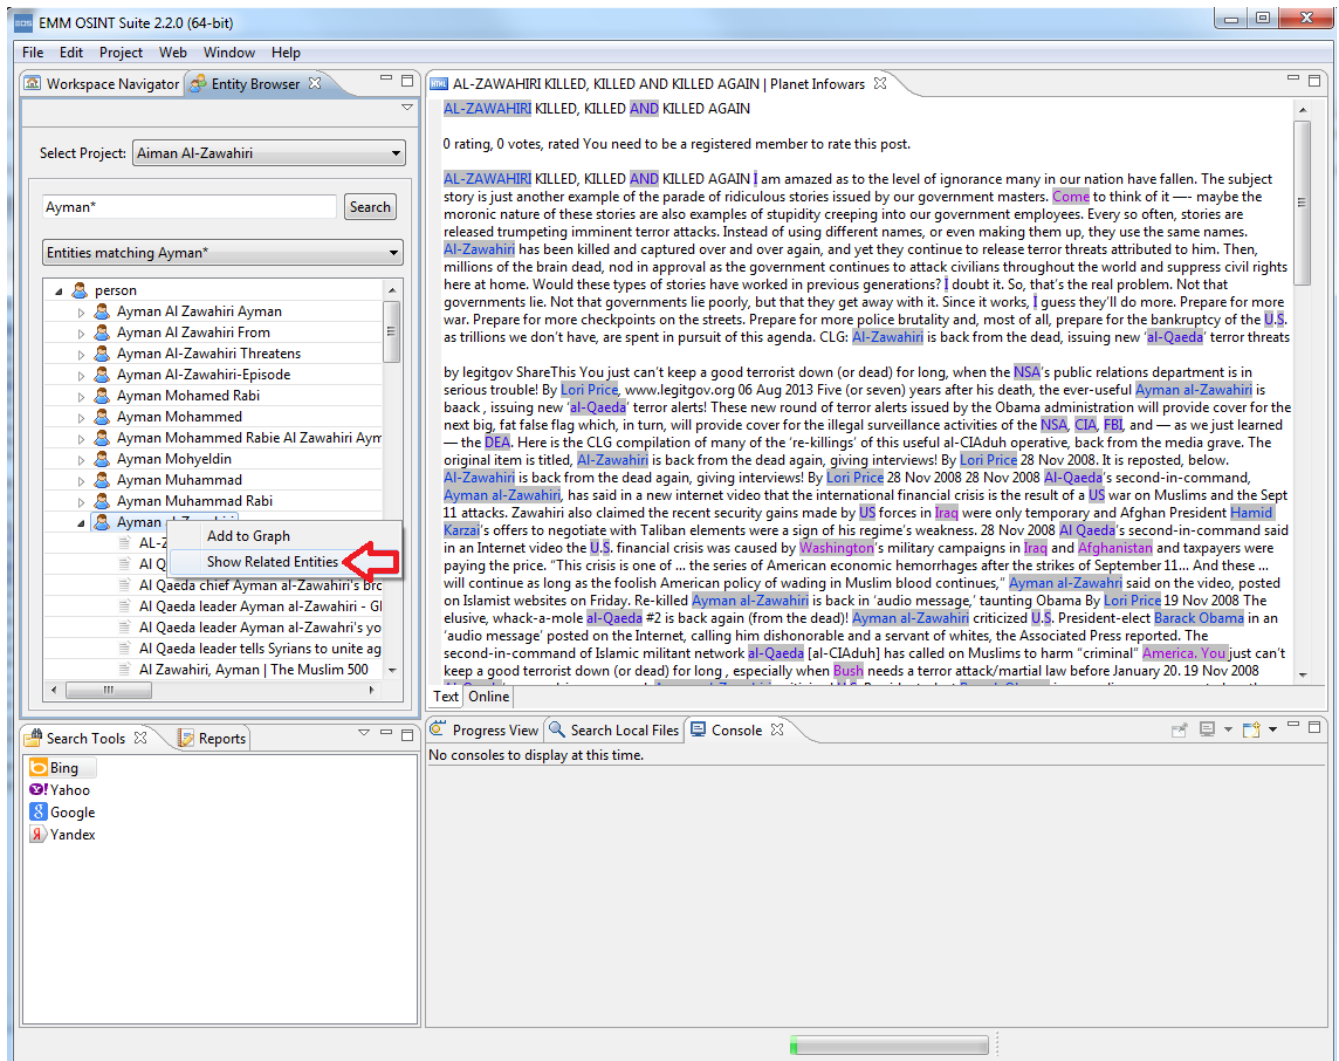 EMM OSINT Suite 2.2.0 (64-bit)
File Edit Project Web Window Help
Workspace Navigator Entity Browser
Select Project: Aiman Al-Zawahiri
Ayman* Search
Entities matching Ayman*
person
Ayman Al Zawahiri Ayman
Ayman Al Zawahiri From
Ayman Al-Zawahiri Threatens
Ayman Al-Zawahiri-Episode
Ayman Mohamed Rabi
Ayman Mohammed
Ayman Mohammed Rabie Al Zawahiri Aym
Ayman Mohyeldin
Ayman Muhammad
Ayman Muhammad Rabi
Ayman
AL-Z
Al Q
Al Qaeda chief Ayman al-Zawahiri's bro
Al Qaeda leader Ayman al-Zawahiri - Gl
Al Qaeda leader Ayman al-Zawahri's yo
Al Qaeda leader tells Syrians to unite ag
Al Zawahiri, Ayman | The Muslim 500
Add to Graph
Show Related Entities
AL-ZAWAHIRI KILLED, KILLED AND KILLED AGAIN | Planet Infowars
AL-ZAWAHIRI KILLED, KILLED AND KILLED AGAIN
0 rating, 0 votes, rated You need to be a registered member to rate this post.
AL-ZAWAHIRI KILLED, KILLED AND KILLED AGAIN I am amazed as to the level of ignorance many in our nation have fallen. The subject
story is just another example of the parade of ridiculous stories issued by our government masters. Come to think of it —- maybe the
moronic nature of these stories are also examples of stupidity creeping into our government employees. Every so often, stories are
released trumpeting imminent terror attacks. Instead of using different names, or even making them up, they use the same names.
Al-Zawahiri has been killed and captured over and over again, and yet they continue to release terror threats attributed to him. Then,
millions of the brain dead, nod in approval as the government continues to attack civilians throughout the world and suppress civil rights
here at home. Would these types of stories have worked in previous generations? I doubt it. So, that's the real problem. Not that
governments lie. Not that governments lie poorly, but that they get away with it. Since it works, I guess they'll do more. Prepare for more
war. Prepare for more checkpoints on the streets. Prepare for more police brutality and, most of all, prepare for the bankruptcy of the U.S.
as trillions we don't have, are spent in pursuit of this agenda. CLG: Al-Zawahiri is back from the dead, issuing new 'al-Qaeda' terror threats
by legitgov ShareThis You just can't keep a good terrorist down (or dead) for long, when the NSA's public relations department is in
serious trouble! By Lori Price, www.legitgov.org 06 Aug 2013 Five (or seven) years after his death, the ever-useful Ayman al-Zawahiri is
baack, issuing new 'al-Qaeda' terror alerts! These new round of terror alerts issued by the Obama administration will provide cover for the
next big, fat false flag which, in turn, will provide cover for the illegal surveillance activities of the NSA, CIA, FBI, and — as we just learned
— the DEA. Here is the CLG compilation of many of the 're-killings' of this useful al-CIAduh operative, back from the media grave. The
original item is titled, Al-Zawahiri is back from the dead again, giving interviews! By Lori Price 28 Nov 2008. It is reposted, below.
Al-Zawahiri is back from the dead again, giving interviews! By Lori Price 28 Nov 2008 28 Nov 2008 Al-Qaeda's second-in-command,
Ayman al-Zawahiri, has said in a new internet video that the international financial crisis is the result of a US war on Muslims and the Sept
11 attacks. Zawahiri also claimed the recent security gains made by US forces in Iraq were only temporary and Afghan President Hamid
Karzai's offers to negotiate with Taliban elements were a sign of his regime's weakness. 28 Nov 2008 Al Qaeda's second-in-command said
in an Internet video the U.S. financial crisis was caused by Washington's military campaigns in Iraq and Afghanistan and taxpayers were
paying the price. "This crisis is one of ... the series of American economic hemorrhages after the strikes of September 11... And these ...
will continue as long as the foolish American policy of wading in Muslim blood continues," Ayman al-Zawahri said on the video, posted
on Islamist websites on Friday. Re-killed Ayman al-Zawahiri is back in 'audio message,' taunting Obama By Lori Price 19 Nov 2008 The
elusive, whack-a-mole al-Qaeda #2 is back again (from the dead)! Ayman al-Zawahiri criticized U.S. President-elect Barack Obama in an
'audio message' posted on the Internet, calling him dishonorable and a servant of whites, the Associated Press reported. The
second-in-command of Islamic militant network al-Qaeda [al-CIAduh] has called on Muslims to harm "criminal" America. You just can't
keep a good terrorist down (or dead) for long, especially when Bush needs a terror attack/martial law before January 20. 19 Nov 2008
Text Online
Search Tools Reports
Bing
Yahoo
Google
Yandex
Progress View Search Local Files Console
No consoles to display at this time.